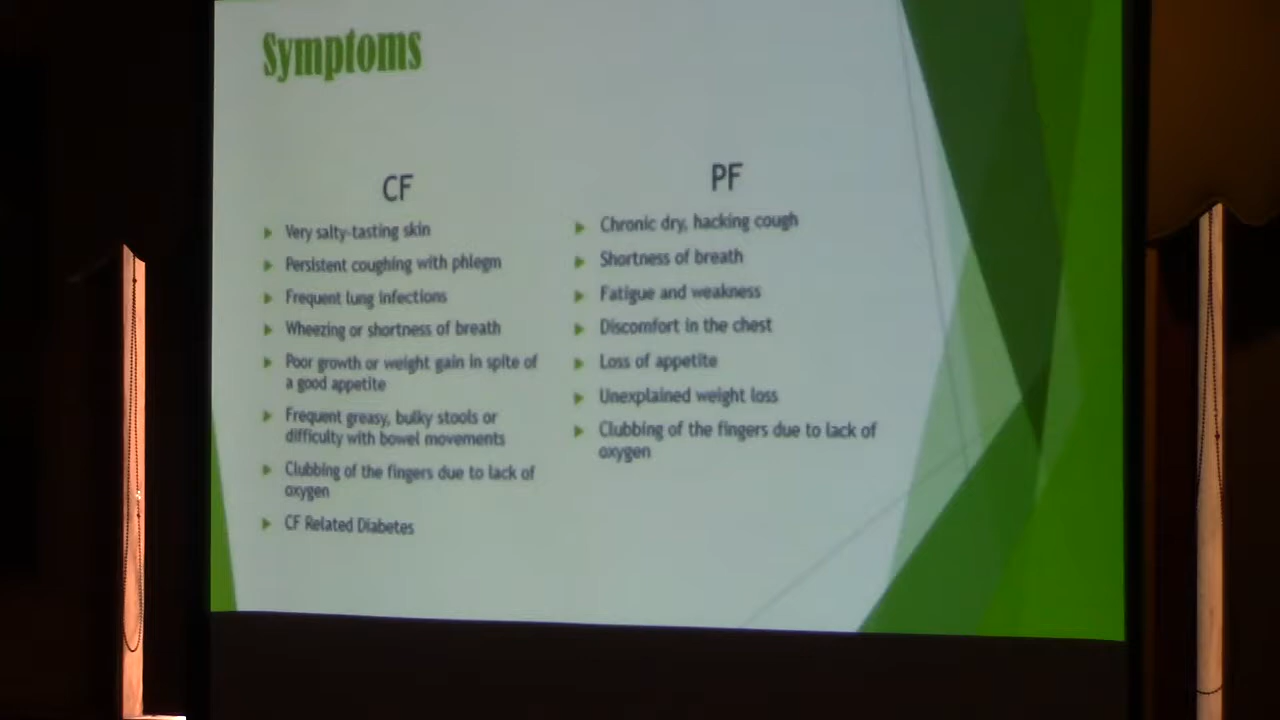 Symptoms
CF
Very salty-tasting skin
Persistent coughing with phlegm
Frequent lung infections
Wheezing or shortness of breath
Poor growth or weight gain in spite of
a good appetite
Frequent greasy, bulky stools or
difficulty with bowel movements
Clubbing of the fingers due to lack of
oxygen
CF Related Diabetes
PF
Chronic dry, hacking cough
Shortness of breath
Fatigue and weakness
Discomfort in the chest
Loss of appetite
Unexplained weight loss
Clubbing of the fingers due to lack of
oxygen